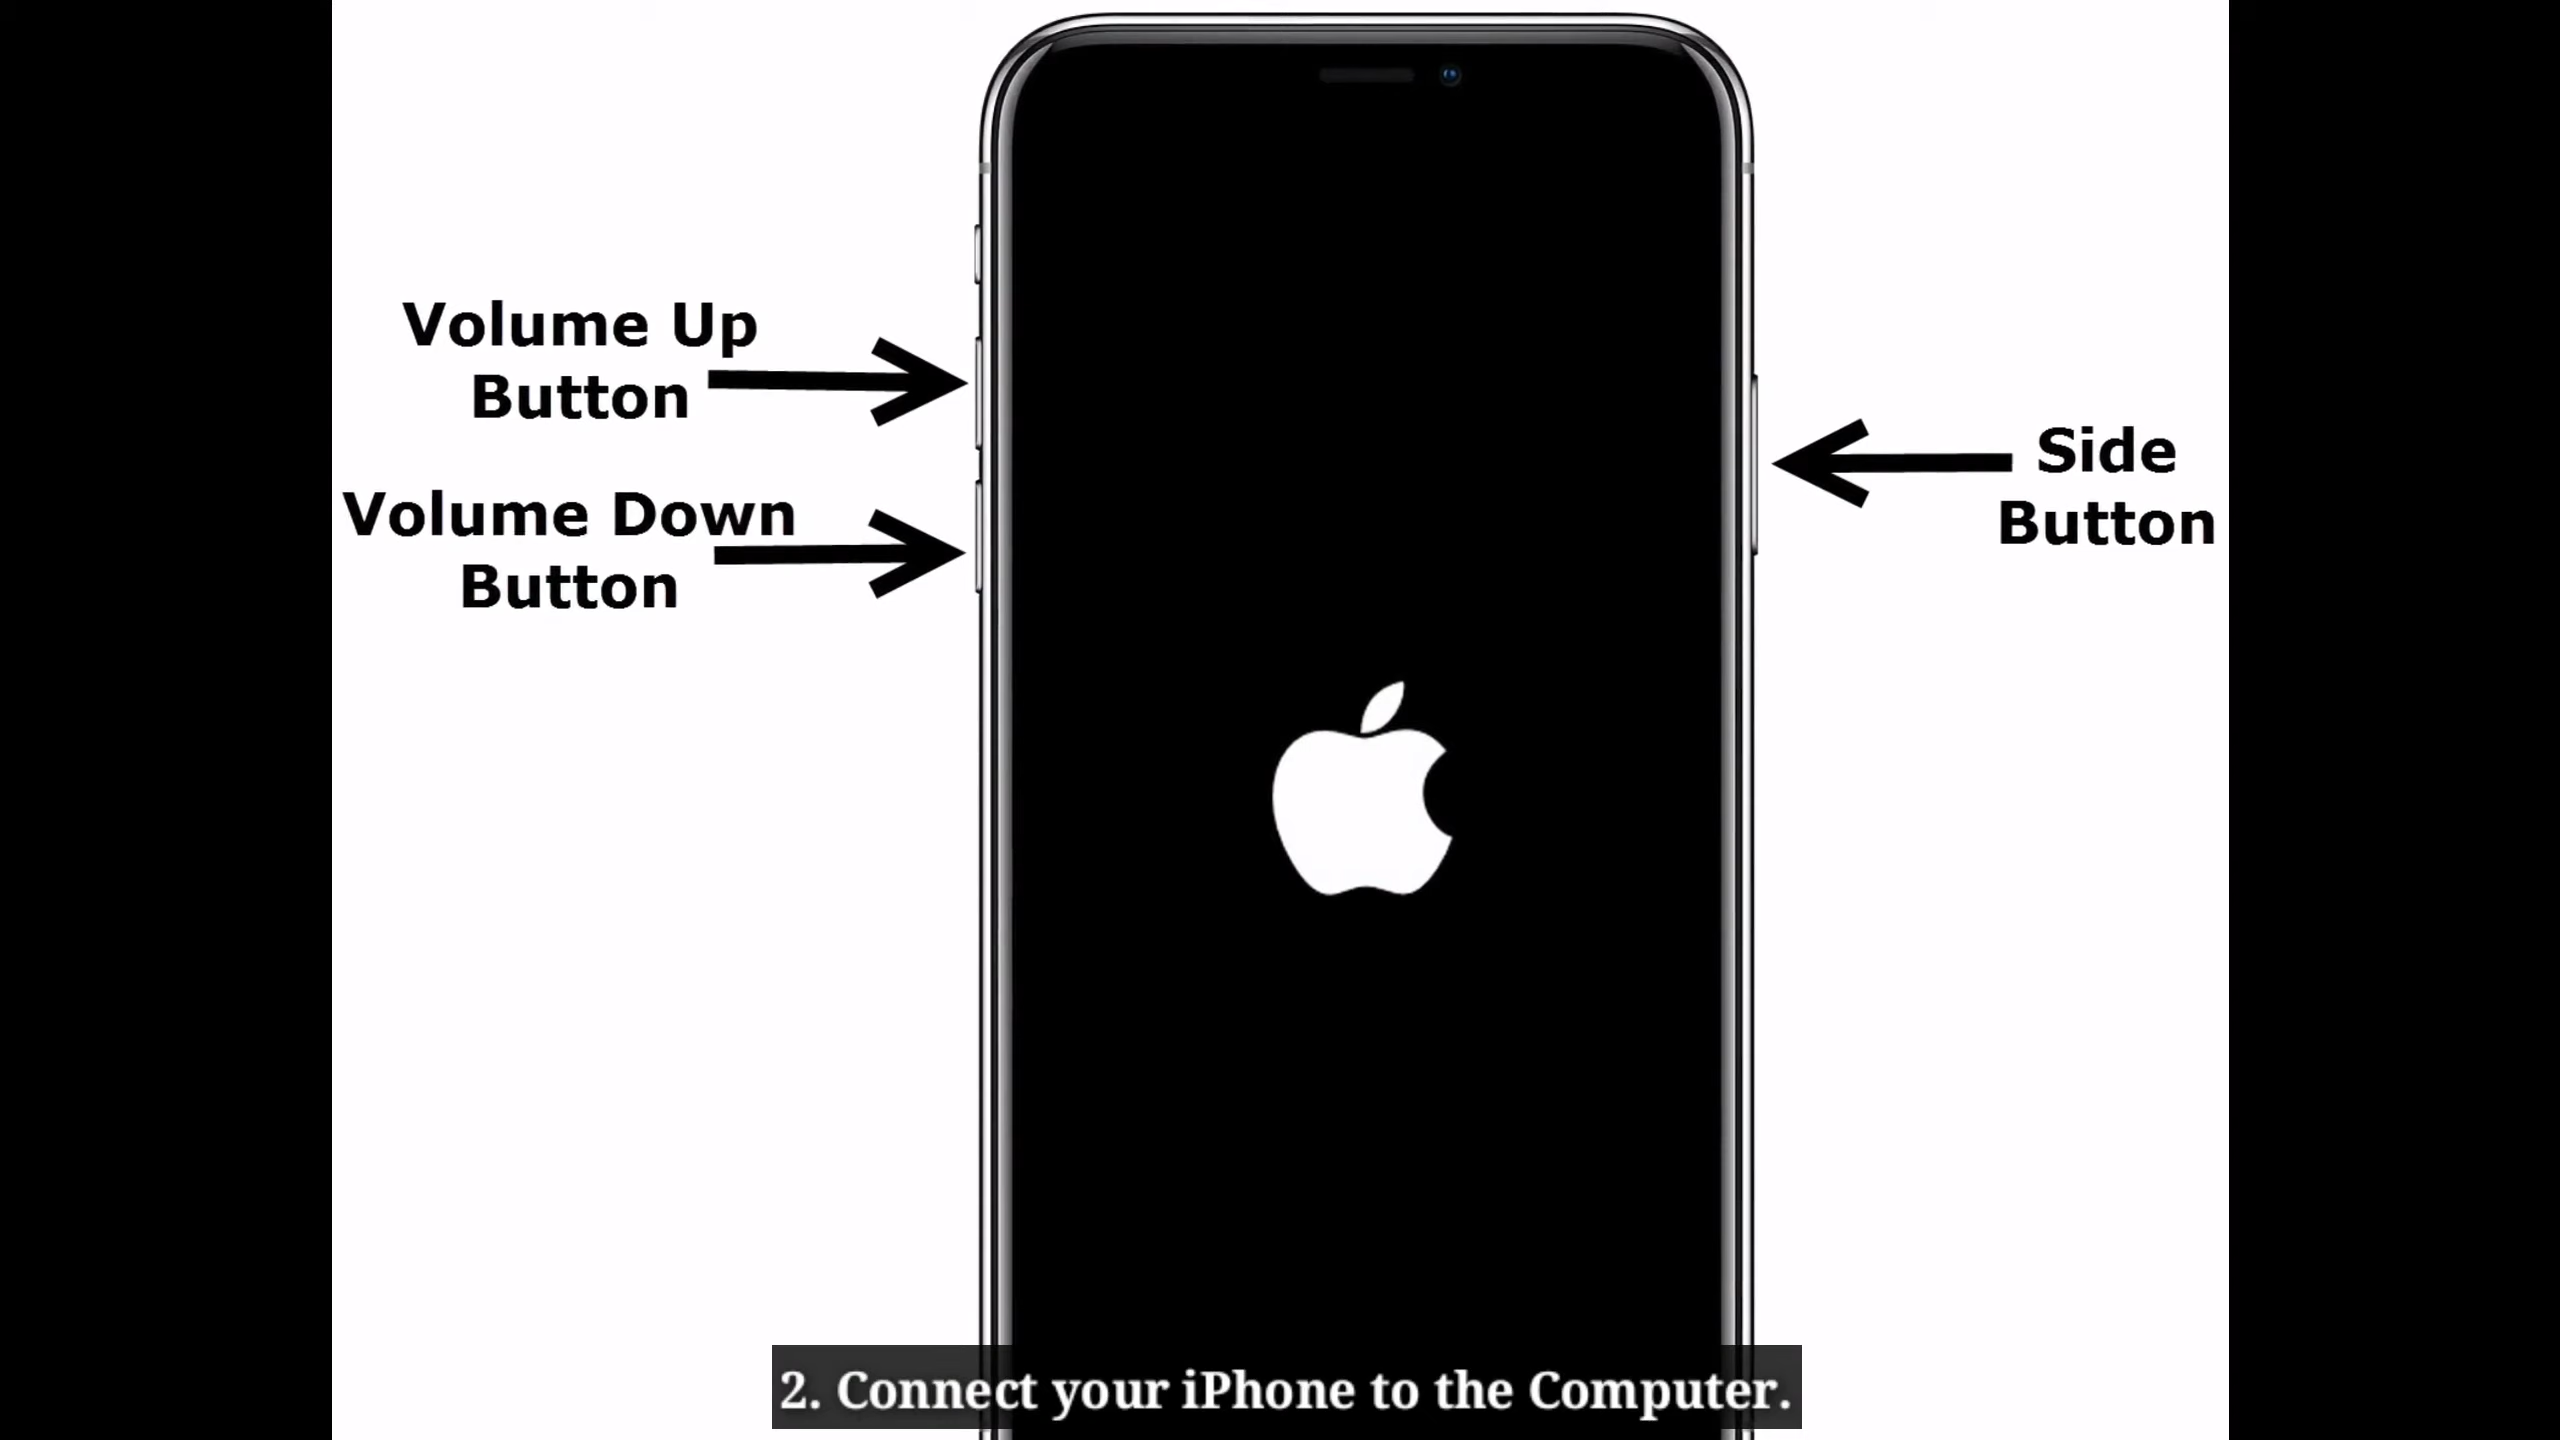 Volume Up
Button
Volume Down
Button
Side
Button
2. Connect your iPhone to the Computer.